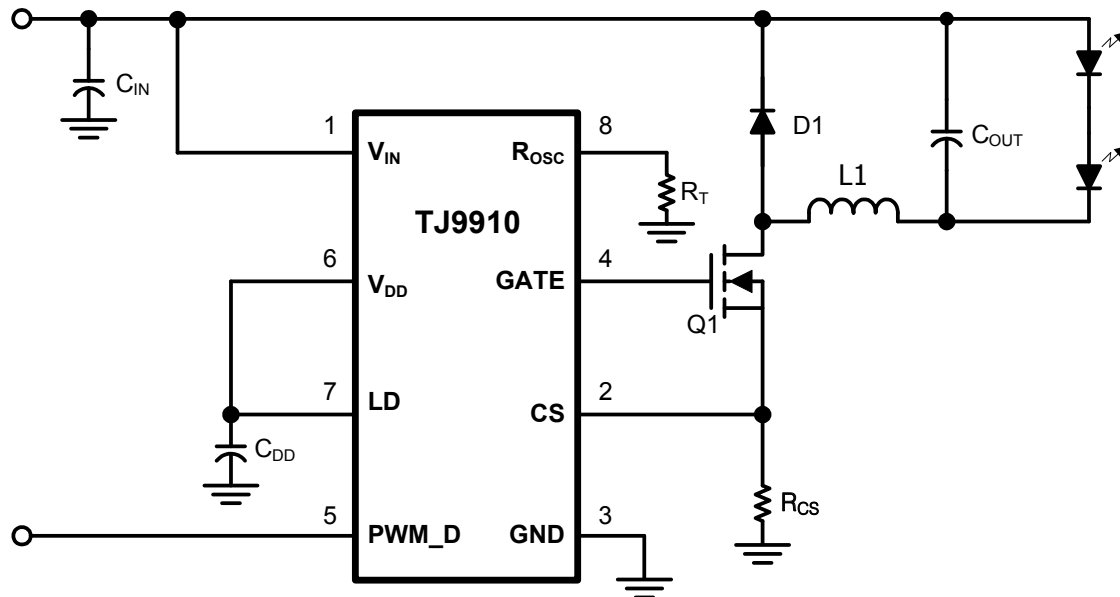 C_IN
1
V_IN
8
R_OSC
D1
C_OUT
R_T
L1
TJ9910
6
V_DD
GATE
4
Q1
7
LD
CS
2
C_DD
R_CS
5
PWM_D
GND
3